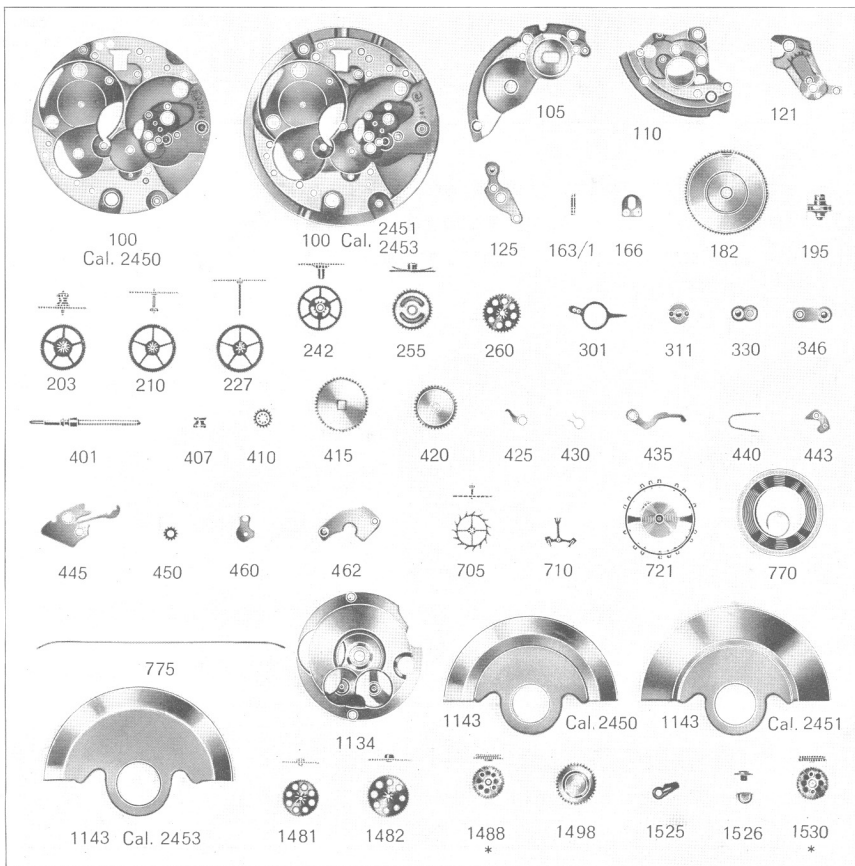 105
110
121
100
Cal. 2450
100 Cal. 2451
2453
125 163/1 166 182 195
203 210 227 242 255 260 301 311 330 346
401 407 410 415 420 425 430 435 440 443
445 450 460 462 705 710 721 770
775
1134
1143 Cal. 2450
1143 Cal. 2451
1143 Cal. 2453
1481 1482 1488 1498 1525 1526 1530
* *